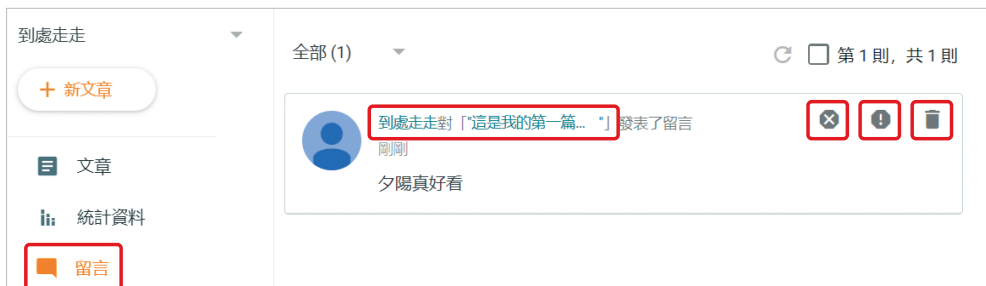 到處走走
+ 新文章
文章
統計資料
留言
全部 (1)
第 1 則，共 1 則
到處走走對「"這是我的第一篇... "」發表了留言
剛剛
夕陽真好看